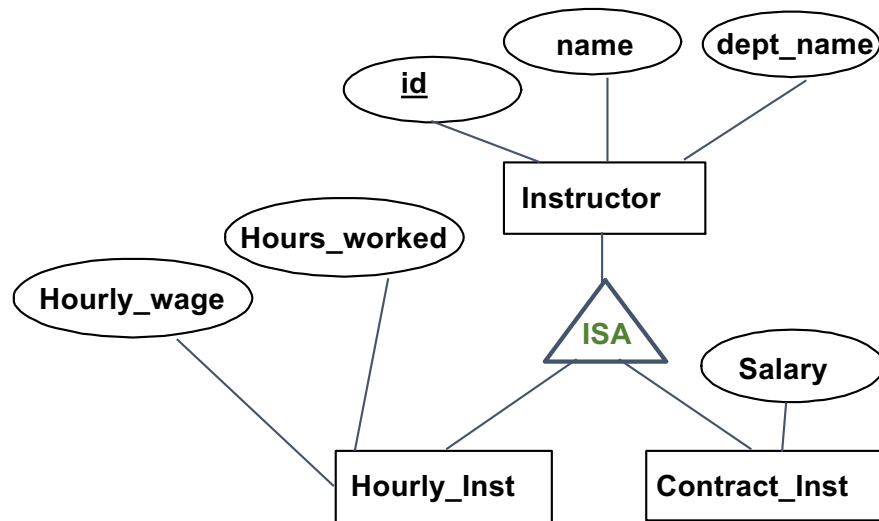 name
dept_name
id
Instructor
Hours_worked
Hourly_wage
ISA
Salary
Hourly_Inst
Contract_Inst